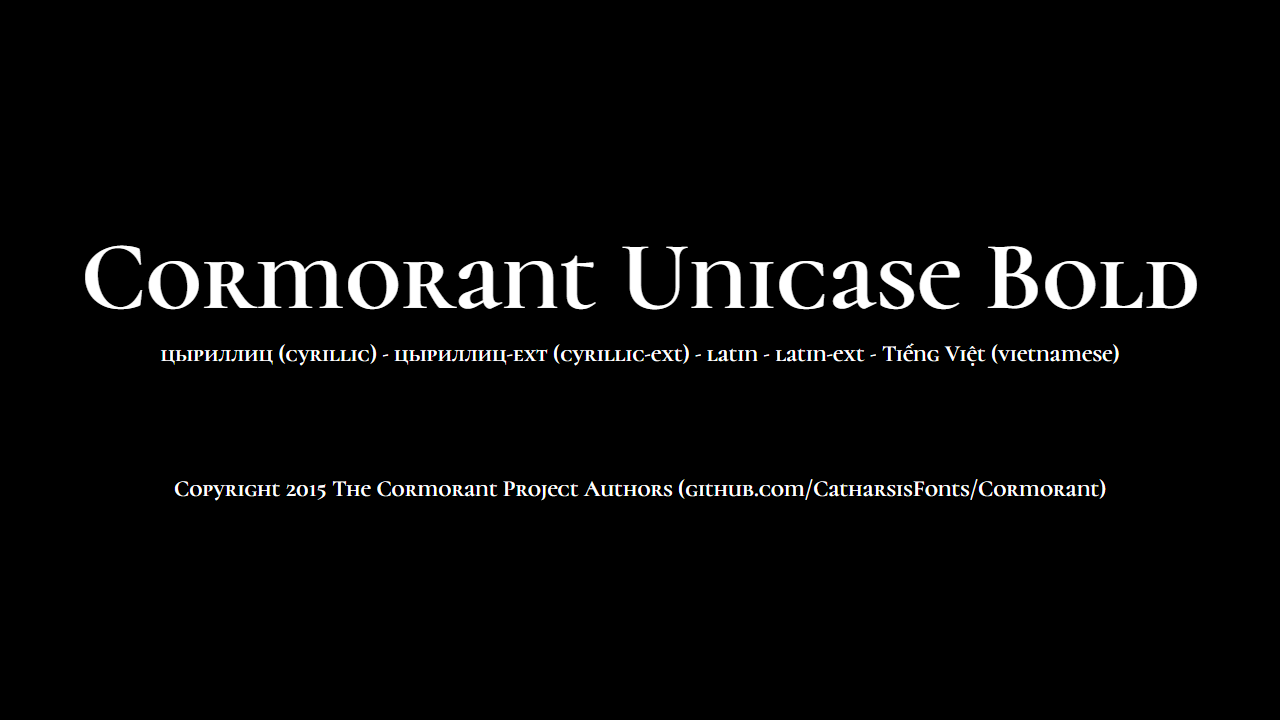 Cormorant Unicase Bold
цыриллиц (cyrillic) - цыриллиц-ext (cyrillic-ext) - latin - latin-ext - Tiếng Việt (vietnamese)
Copyright 2015 The Cormorant Project Authors (github.com/CatharsisFonts/Cormorant)